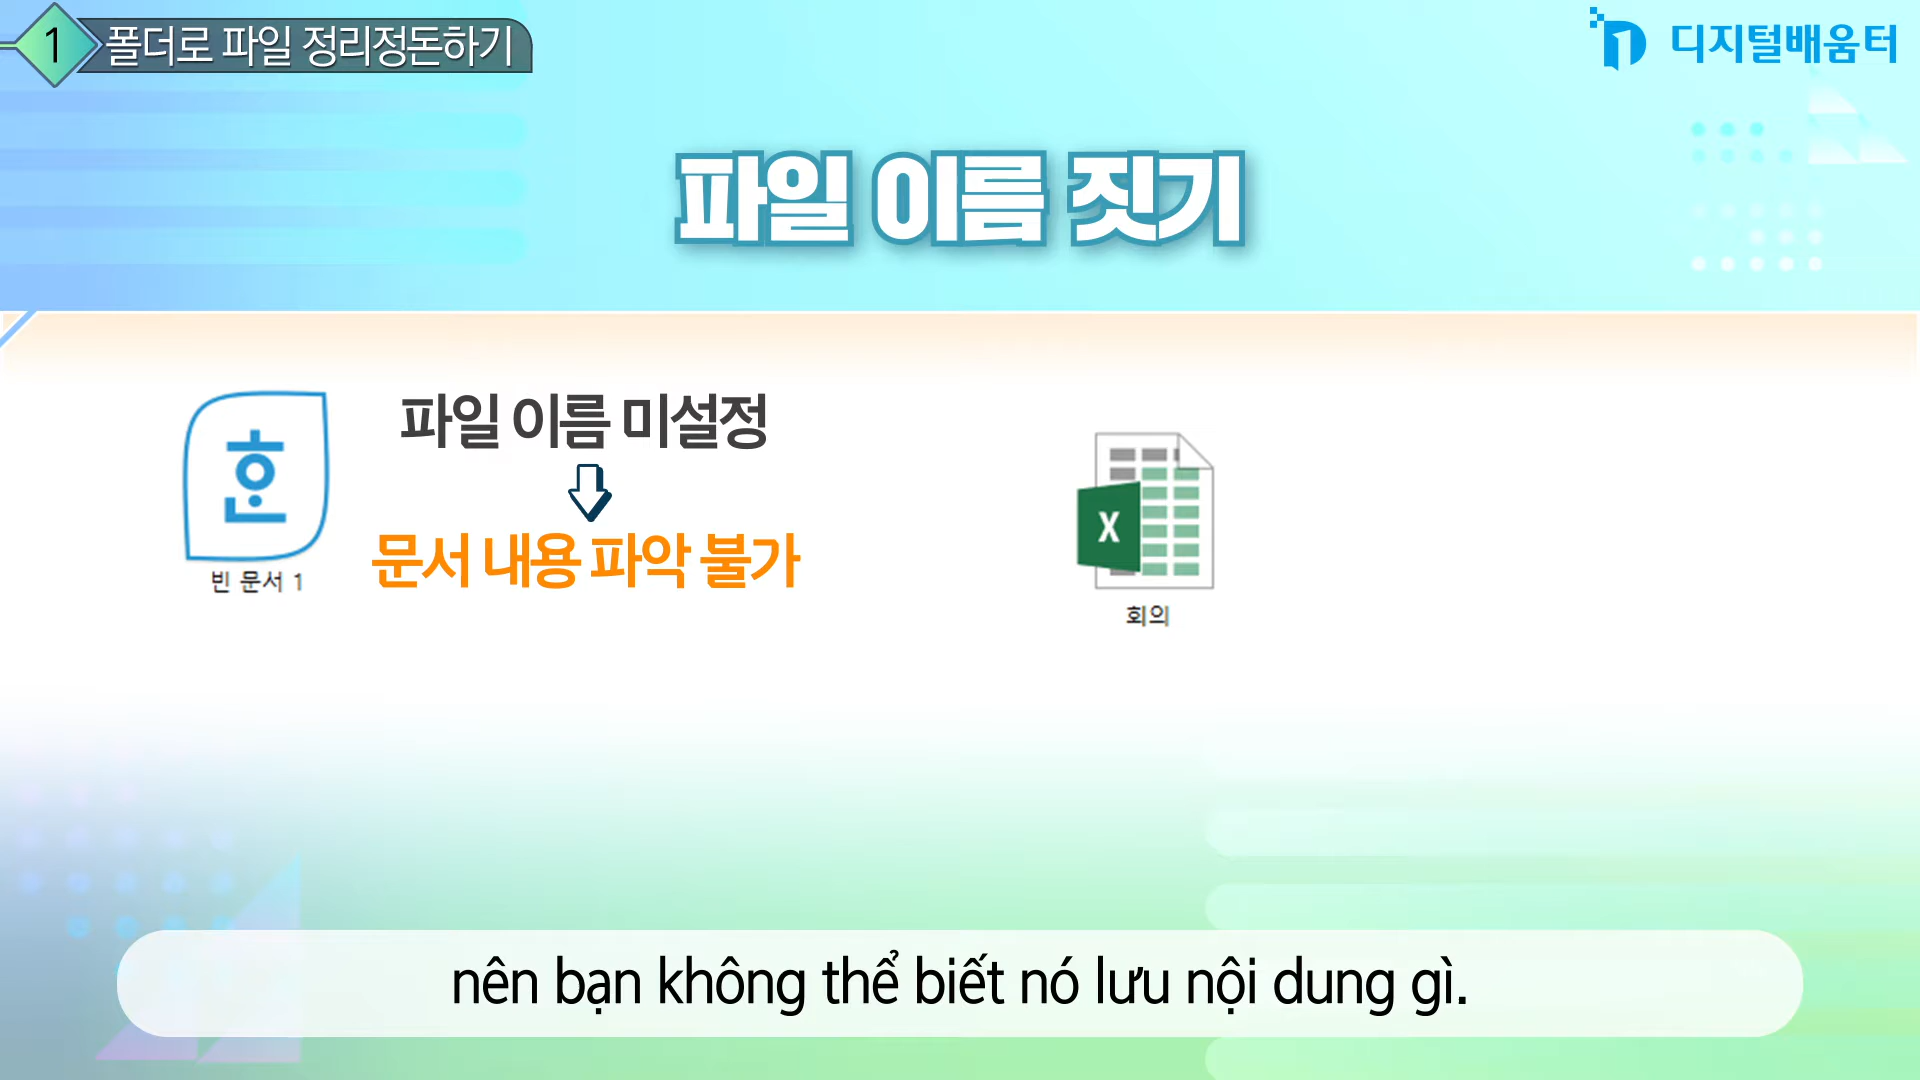 1 폴더로 파일 정리정돈하기
디지털배움터
파일 이름 짓기
파일 이름 미설정
문서 내용 파악 불가
한
빈 문서 1
X
회의
nên bạn không thể biết nó lưu nội dung gì.